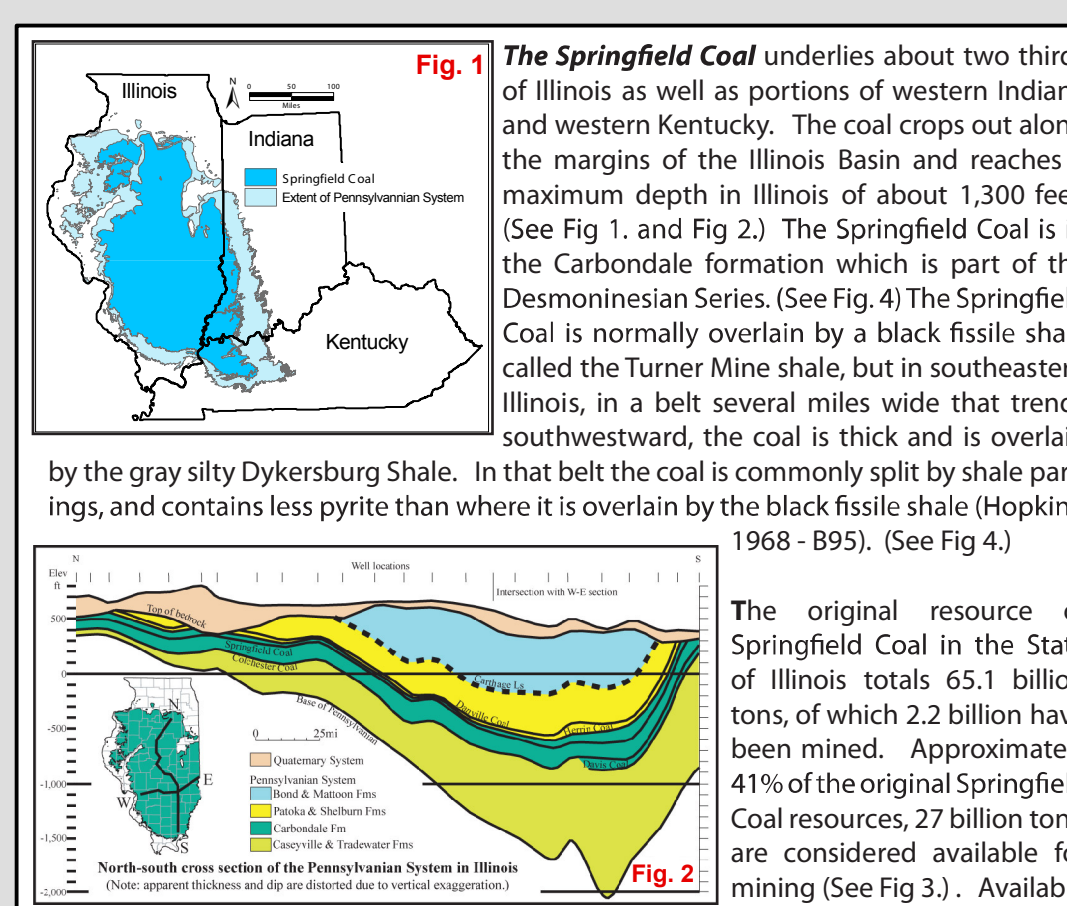 Fig. 1
N
0 50 100
Miles
Illinois
Indiana
Springfield Coal
Extent of Pennsylvannian System
Kentucky
The Springfield Coal underlies about two third
of Illinois as well as portions of western Indian
and western Kentucky. The coal crops out alon
the margins of the Illinois Basin and reaches
maximum depth in Illinois of about 1,300 fee
(See Fig 1. and Fig 2.) The Springfield Coal is i
the Carbondale formation which is part of th
Desmoninesian Series. (See Fig. 4) The Springfiel
Coal is normally overlain by a black fissile sha
called the Turner Mine shale, but in southeaster
Illinois, in a belt several miles wide that trend
southwestward, the coal is thick and is overlai
by the gray silty Dykersburg Shale. In that belt the coal is commonly split by shale par
ings, and contains less pyrite than where it is overlain by the black fissile shale (Hopkin
1968 - B95). (See Fig 4.)
N
S
Elev
ft
Well locations
Intersection with W-E section
500
0
-500
-1,000
-1,500
-2,000
Top of bedrock
Springfield Coal
Colchester Coal
Base of Pennsylvanian
Carthage Ls
Danville Coal
Herrin Coal
Davis Coal
N
E
W
S
0 25mi
Quaternary System
Pennsylvanian System
Bond & Mattoon Fms
Patoka & Shelburn Fms
Carbondale Fm
Caseyville & Tradewater Fms
North-south cross section of the Pennsylvanian System in Illinois
(Note: apparent thickness and dip are distorted due to vertical exaggeration.)
Fig. 2
The original resource
Springfield Coal in the Stat
of Illinois totals 65.1 billio
tons, of which 2.2 billion hav
been mined. Approximate
41% of the original Springfiel
Coal resources, 27 billion ton
are considered available fo
mining (See Fig 3.) . Availab